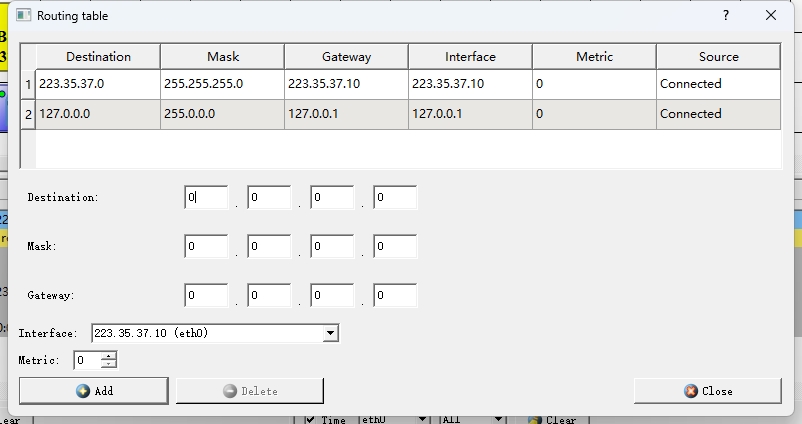 Routing table ? ×
Destination Mask Gateway Interface Metric Source
1 223.35.37.0 255.255.255.0 223.35.37.10 223.35.37.10 0 Connected
2 127.0.0.0 255.0.0.0 127.0.0.1 127.0.0.1 0 Connected
Destination: 0 . 0 . 0 . 0
Mask: 0 . 0 . 0 . 0
Gateway: 0 . 0 . 0 . 0
Interface: 223.35.37.10 (eth0)
Metric: 0
Add Delete Close
Time eth0 All Clear